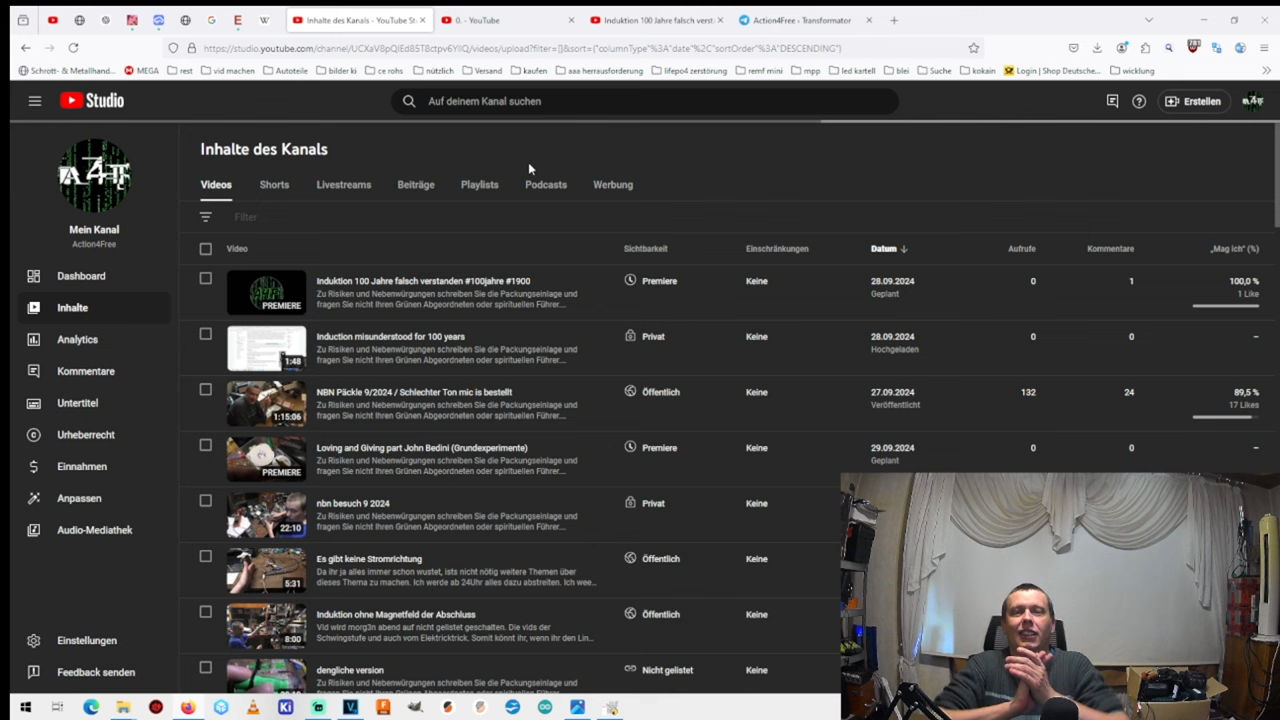 Inhalte des Kanals - YouTube St
0. - YouTube
Induktion 100 Jahre falsch verst
Action4Free › Transformator
https://studio.youtube.com/channel/
Schrott- & Metallhand...
MEGA
rest
vid machen
Autoteile
bilder ki
ce rohs
nützlich
Versand
kaufen
aaa herrausforderung
lifepo4 zerstörung
remf mini
mpp
led kartell
blei
Suche
kokain
Login | Shop Deutsche...
wicklung
Studio
Auf deinem Kanal suchen
Erstellen
A4F
Mein Kanal
Action4Free
Dashboard
Inhalte
Analytics
Kommentare
Untertitel
Urheberrecht
Einnahmen
Anpassen
Audio-Mediathek
Einstellungen
Feedback senden
Inhalte des Kanals
Videos Shorts Livestreams Beiträge Playlists Podcasts Werbung
Filter
Video Sichtbarkeit Einschränkungen Datum Aufrufe Kommentare „Mag ich“ (%)
Induktion 100 Jahre falsch verstanden #100jahre #1900 Premiere Keine 28.09.2024 0 1 100,0 %
Zu Risiken und Nebenwürgungen schreiben Sie die Packungseinlage und Geplant 1 Like
fragen Sie nicht Ihren Grünen Abgeordneten oder spirituellen Führer...
PREMIERE
Induction misunderstood for 100 years Privat Keine 28.09.2024 0 0 –
Zu Risiken und Nebenwürgungen schreiben Sie die Packungseinlage und Hochgeladen
fragen Sie nicht Ihren Grünen Abgeordneten oder spirituellen Führer...
1:48
NBN Päckle 9/2024 / Schlechter Ton mic is bestellt Öffentlich Keine 27.09.2024 132 24 89,5 %
Zu Risiken und Nebenwürgungen schreiben Sie die Packungseinlage und Veröffentlicht 17 Likes
fragen Sie nicht Ihren Grünen Abgeordneten oder spirituellen Führer...
1:15:06
Loving and Giving part John Bedini (Grundexperimente) Premiere Keine 29.09.2024 0 0 –
Zu Risiken und Nebenwürgungen schreiben Sie die Packungseinlage und Geplant
fragen Sie nicht Ihren Grünen Abgeordneten oder spirituellen Führer...
PREMIERE
nbn besuch 9 2024 Privat Keine
Zu Risiken und Nebenwürgungen schreiben Sie die Packungseinlage und
fragen Sie nicht Ihren Grünen Abgeordneten oder spirituellen Führer...
22:10
Es gibt keine Stromrichtung Öffentlich Keine
Da ihr ja alles immer schon wustet, ists nicht nötig weitere Themen über
dieses Thema zu machen. Ich werde ab 24Uhr alles dazu abstreiten. Ich wee...
5:31
Induktion ohne Magnetfeld der Abschluss Öffentlich Keine
Vid wird morg3n abend auf nicht gelistet geschalten. Die vids der
Schwingstufe und auch vom Elektricktrick. Somit könnt ihr, wenn ihr den Lin...
8:00
dengliche version Nicht gelistet Keine
Zu Risiken und Nebenwürgungen schreiben Sie die Packungseinlage und